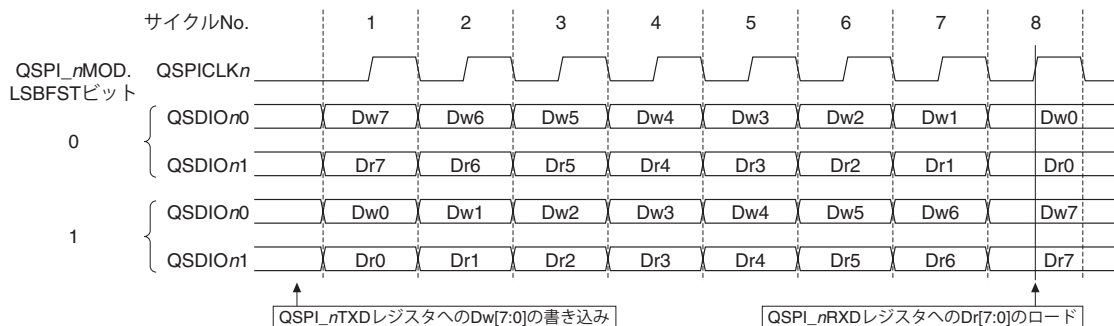 サイクルNo. 1 2 3 4 5 6 7 8
QSPI_nMOD.
LSBFSTビット
QSPICLKn
0
QSDIOn0 Dw7 Dw6 Dw5 Dw4 Dw3 Dw2 Dw1 Dw0
QSDIOn1 Dr7 Dr6 Dr5 Dr4 Dr3 Dr2 Dr1 Dr0
1
QSDIOn0 Dw0 Dw1 Dw2 Dw3 Dw4 Dw5 Dw6 Dw7
QSDIOn1 Dr0 Dr1 Dr2 Dr3 Dr4 Dr5 Dr6 Dr7
QSPI_nTXDレジスタへのDw[7:0]の書き込み
QSPI_nRXDレジスタへのDr[7:0]のロード